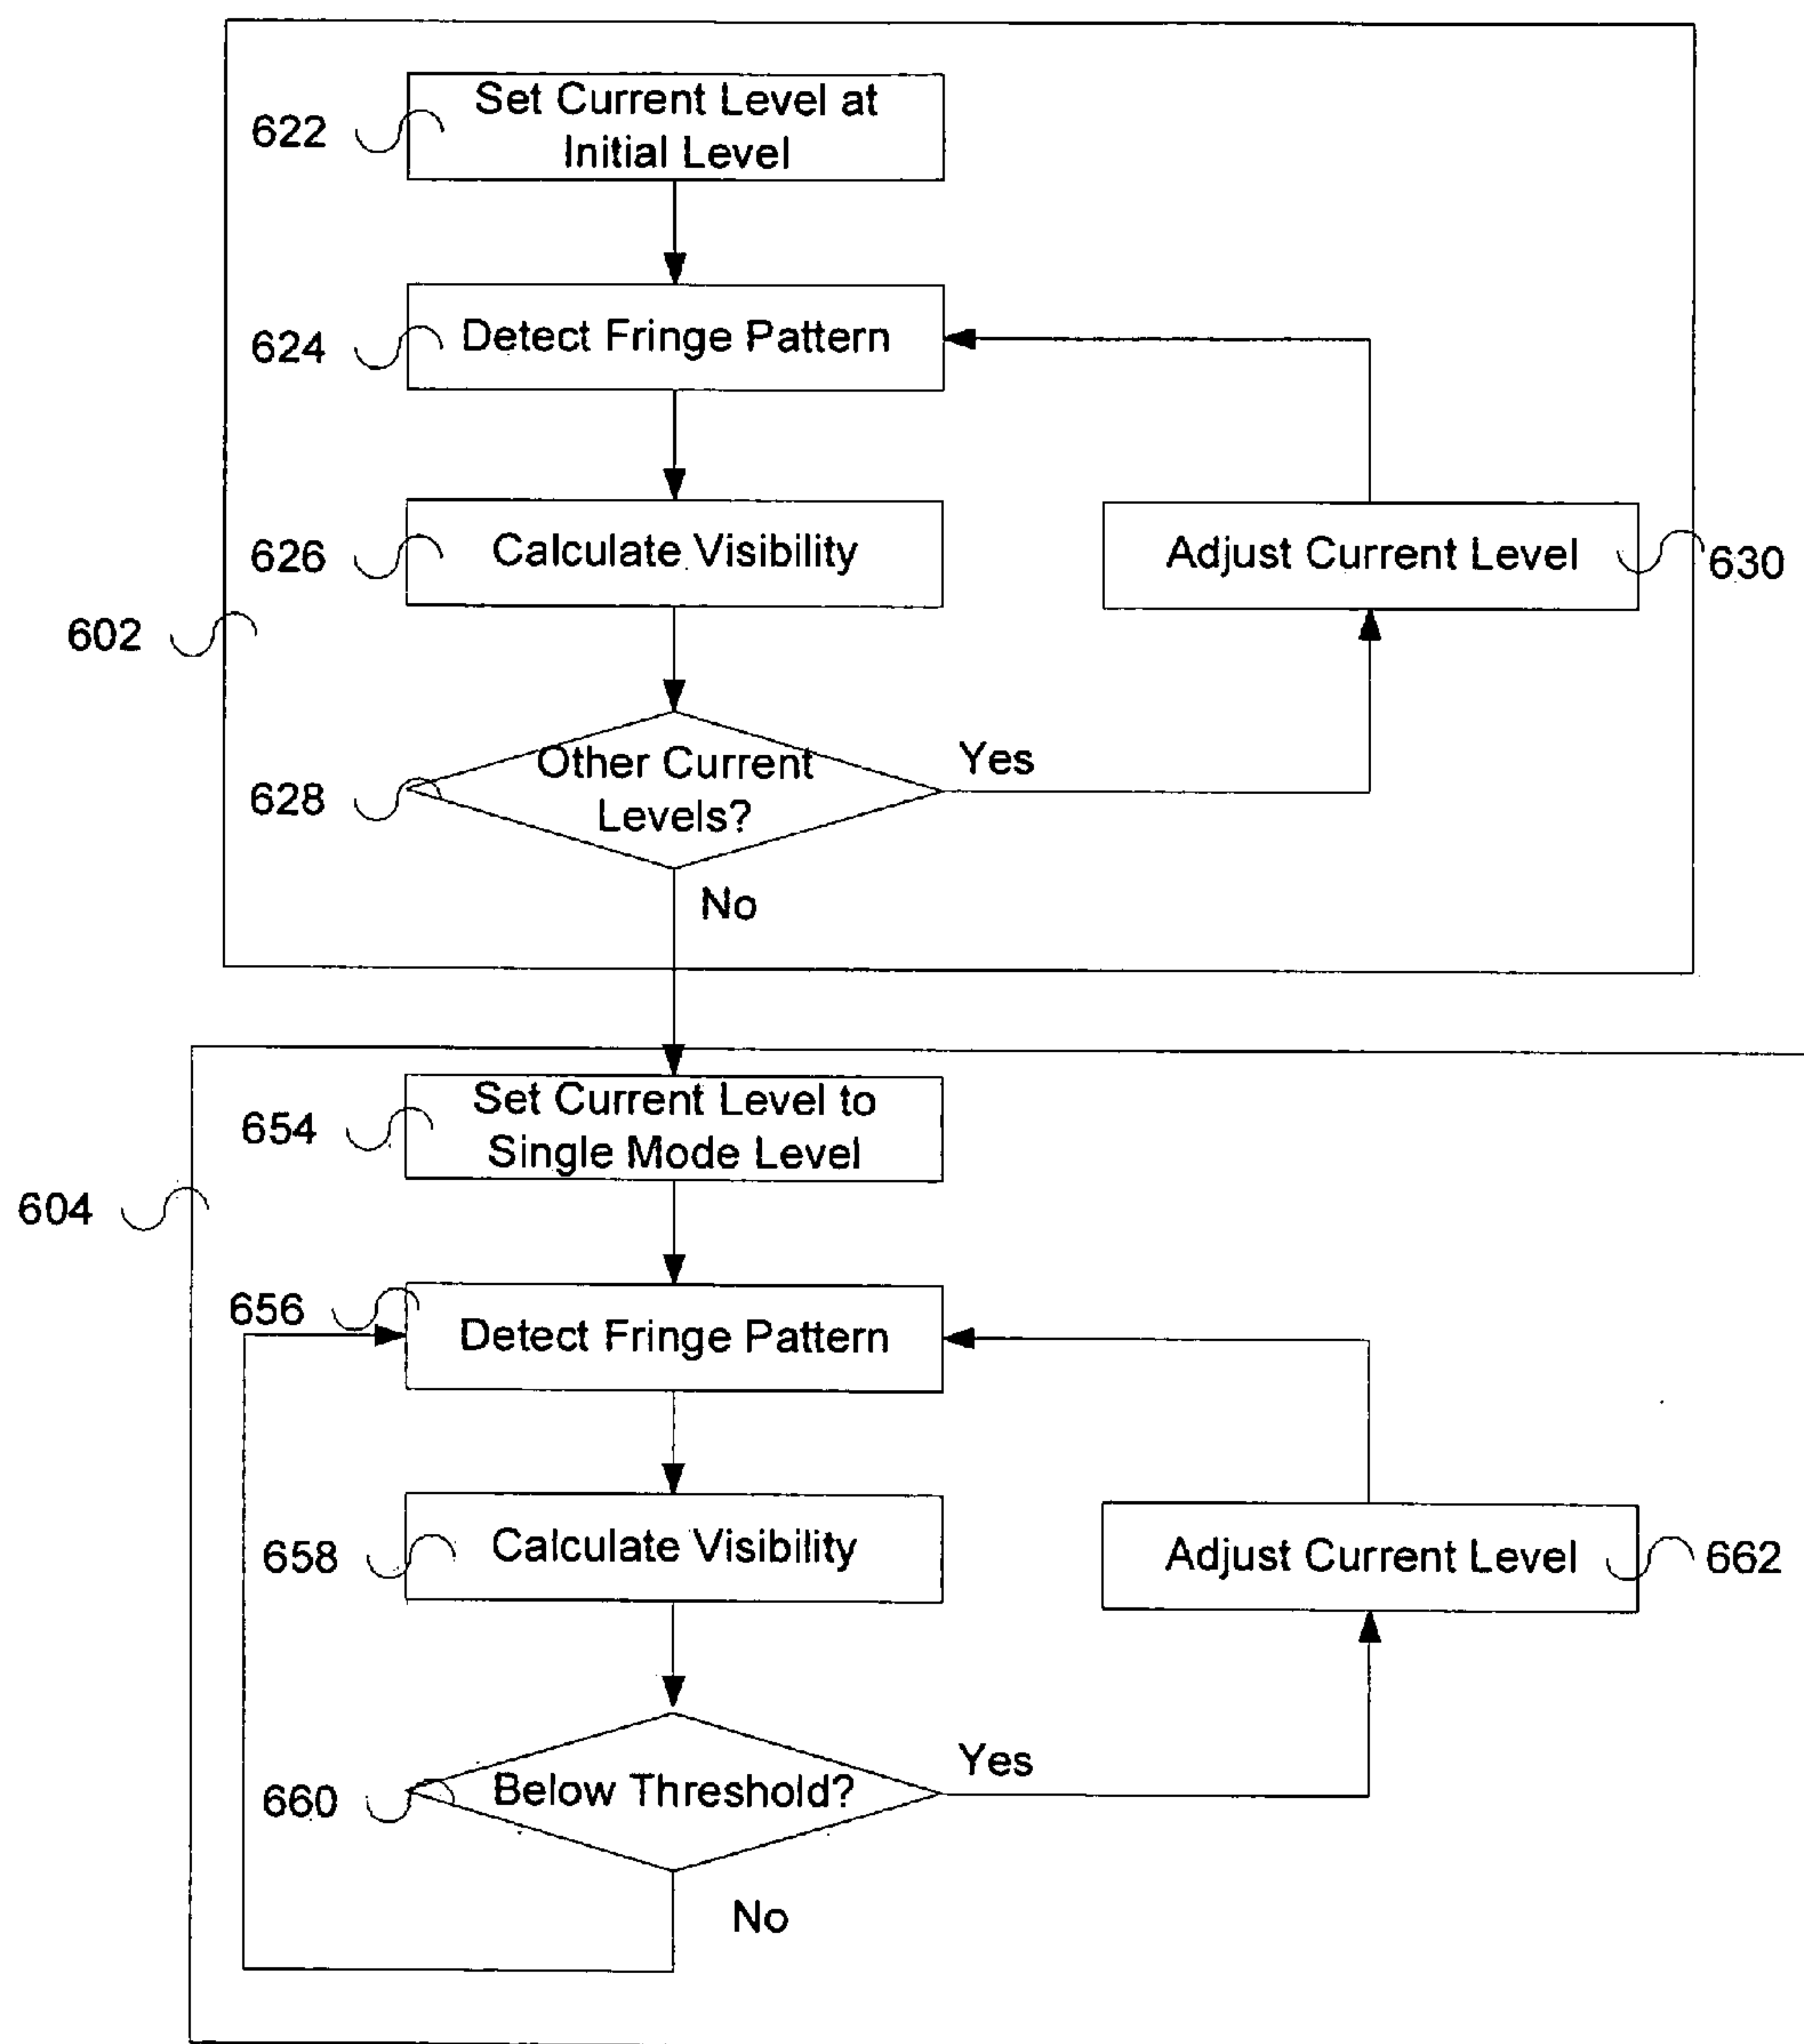 Set Current Level at
Initial Level
622
Detect Fringe Pattern
624
Calculate Visibility
626
Adjust Current Level
630
602
Other Current
Levels?
Yes
628
No
Set Current Level to
Single Mode Level
654
604
656
Detect Fringe Pattern
Calculate Visibility
658
Adjust Current Level
662
Below Threshold?
Yes
660
No